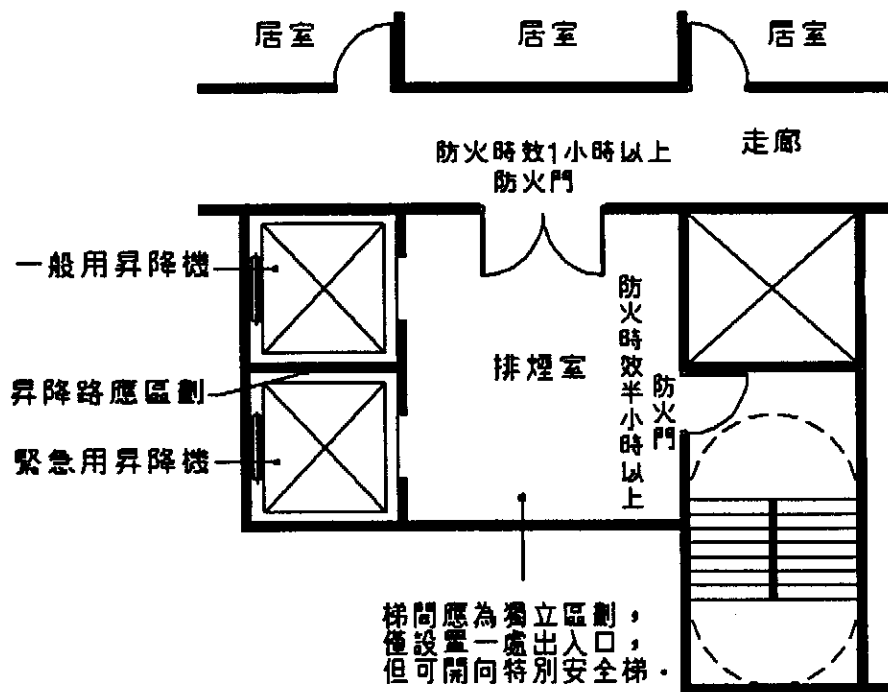 居室
居室
居室
防火時效1小時以上
防火門
走廊
一般用昇降機
昇降路應區劃
緊急用昇降機
排煙室
防火時效半小時以上
防火門
梯間應為獨立區劃，
僅設置一處出入口，
但可開向特別安全梯．